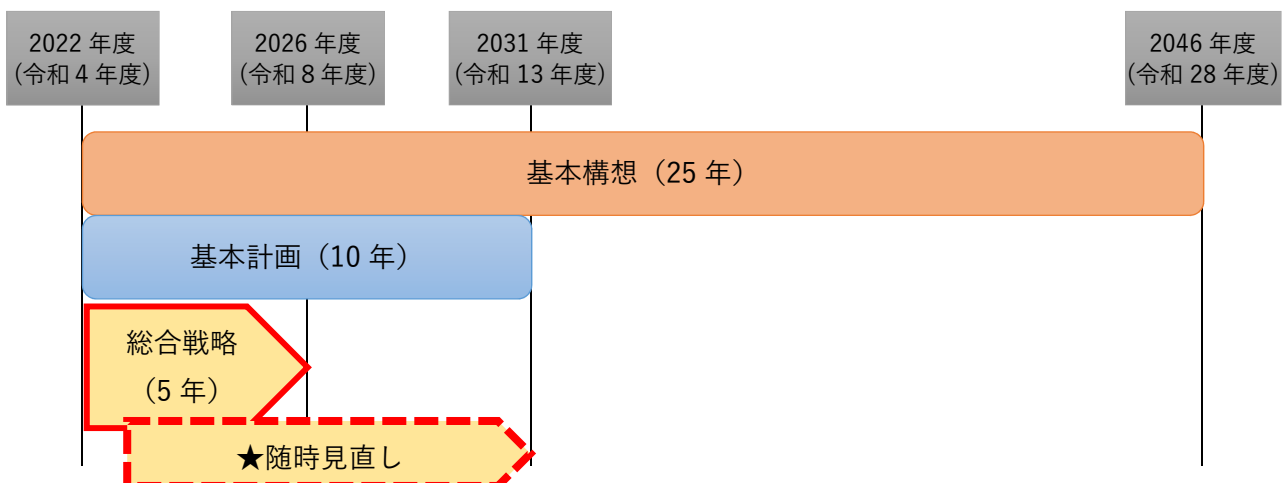 2022 年度
(令和 4 年度)
2026 年度
(令和 8 年度)
2031 年度
(令和 13 年度)
2046 年度
(令和 28 年度)
基本構想（25 年）
基本計画（10 年）
総合戦略
（5 年）
★随時見直し